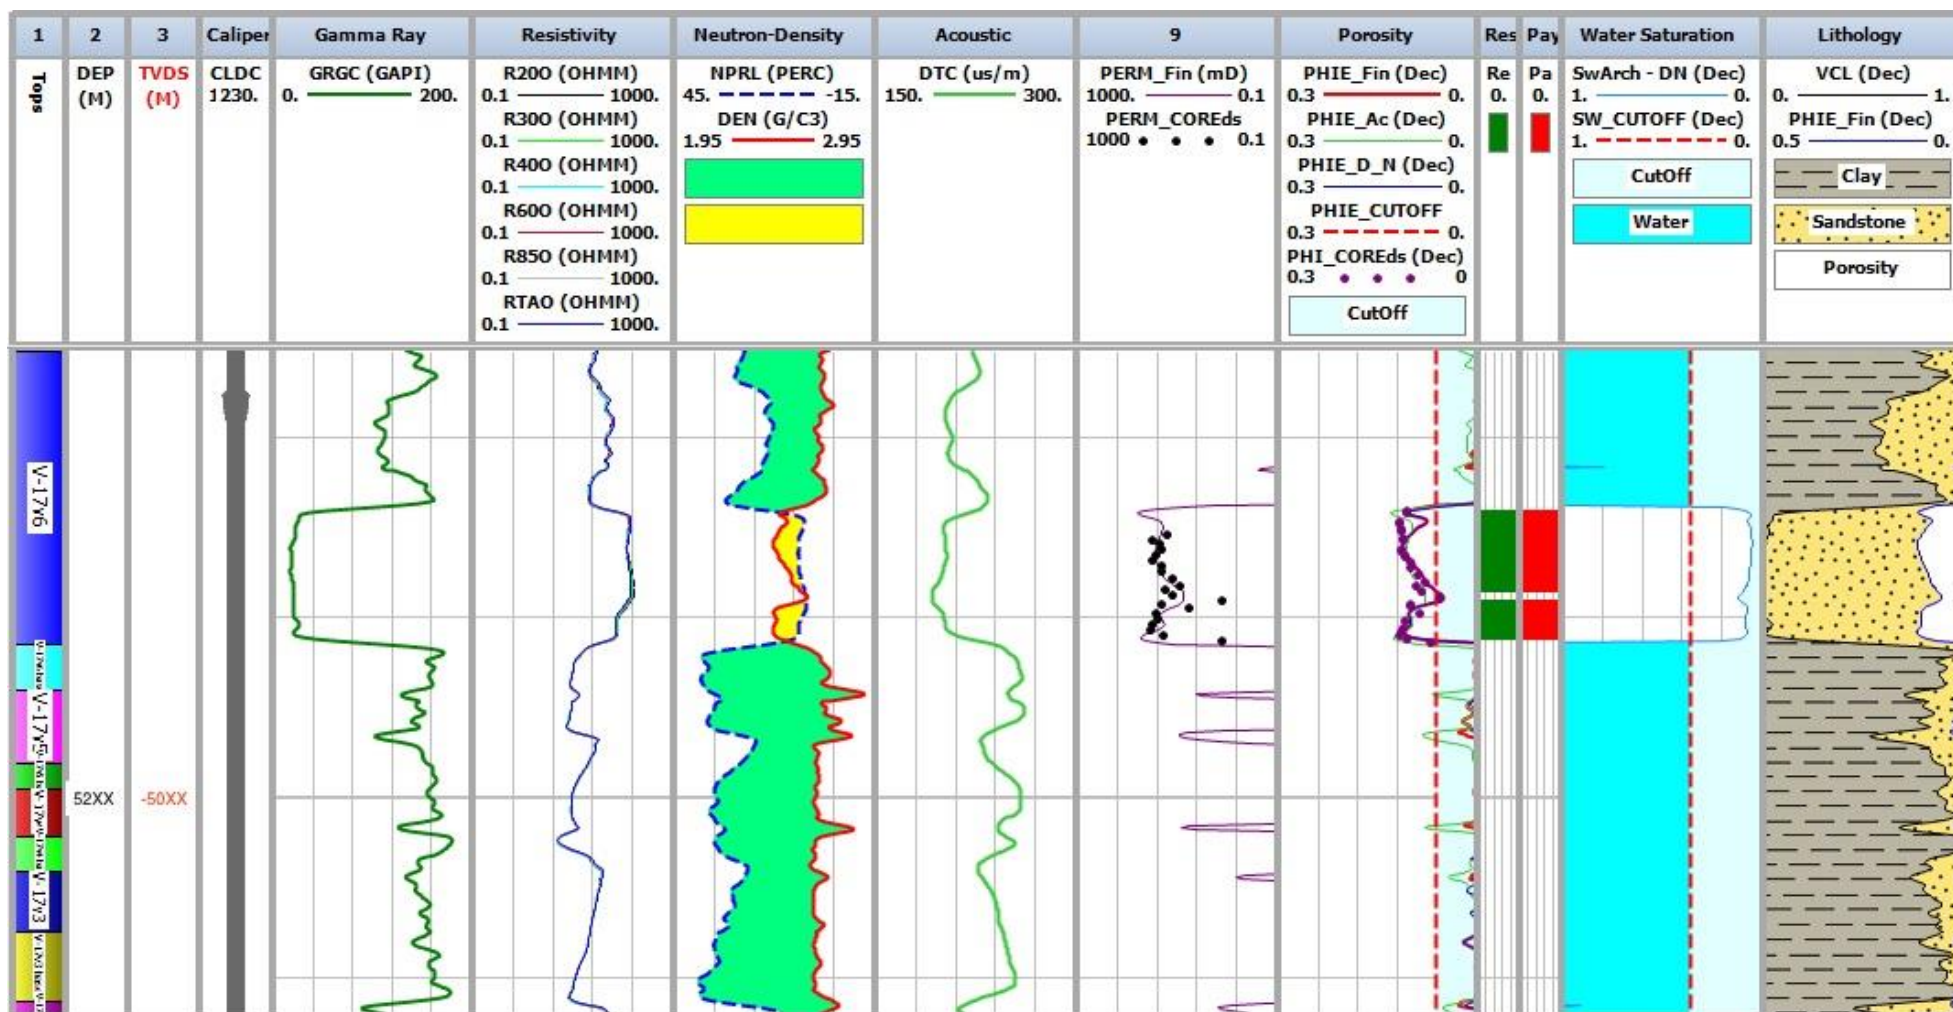 1 2 3 Caliper Gamma Ray Resistivity Neutron-Density Acoustic 9 Porosity Res Pay Water Saturation Lithology
Tops
DEP
(M)
TVDS
(M)
CLDC
1230.
GRGC (GAPI)
0. 200.
R20O (OHMM)
0.1 1000.
R30O (OHMM)
0.1 1000.
R40O (OHMM)
0.1 1000.
R60O (OHMM)
0.1 1000.
R85O (OHMM)
0.1 1000.
RTAO (OHMM)
0.1 1000.
NPRL (PERC)
45. -15.
DEN (G/C3)
1.95 2.95
DTC (us/m)
150. 300.
PERM_Fin (mD)
1000. 0.1
PERM_COREds
1000 0.1
PHIE_Fin (Dec)
0.3 0.
PHIE_Ac (Dec)
0.3 0.
PHIE_D_N (Dec)
0.3 0.
PHIE_CUTOFF
0.3 0.
PHI_COREds (Dec)
0.3 0
CutOff
Re
0.
Pa
0.
SwArch - DN (Dec)
1. 0.
SW_CUTOFF (Dec)
1. 0.
CutOff
Water
VCL (Dec)
0. 1.
PHIE_Fin (Dec)
0.5 0.
Clay
Sandstone
Porosity
V-17v6
V-17v5
V-17v3
52XX
-50XX